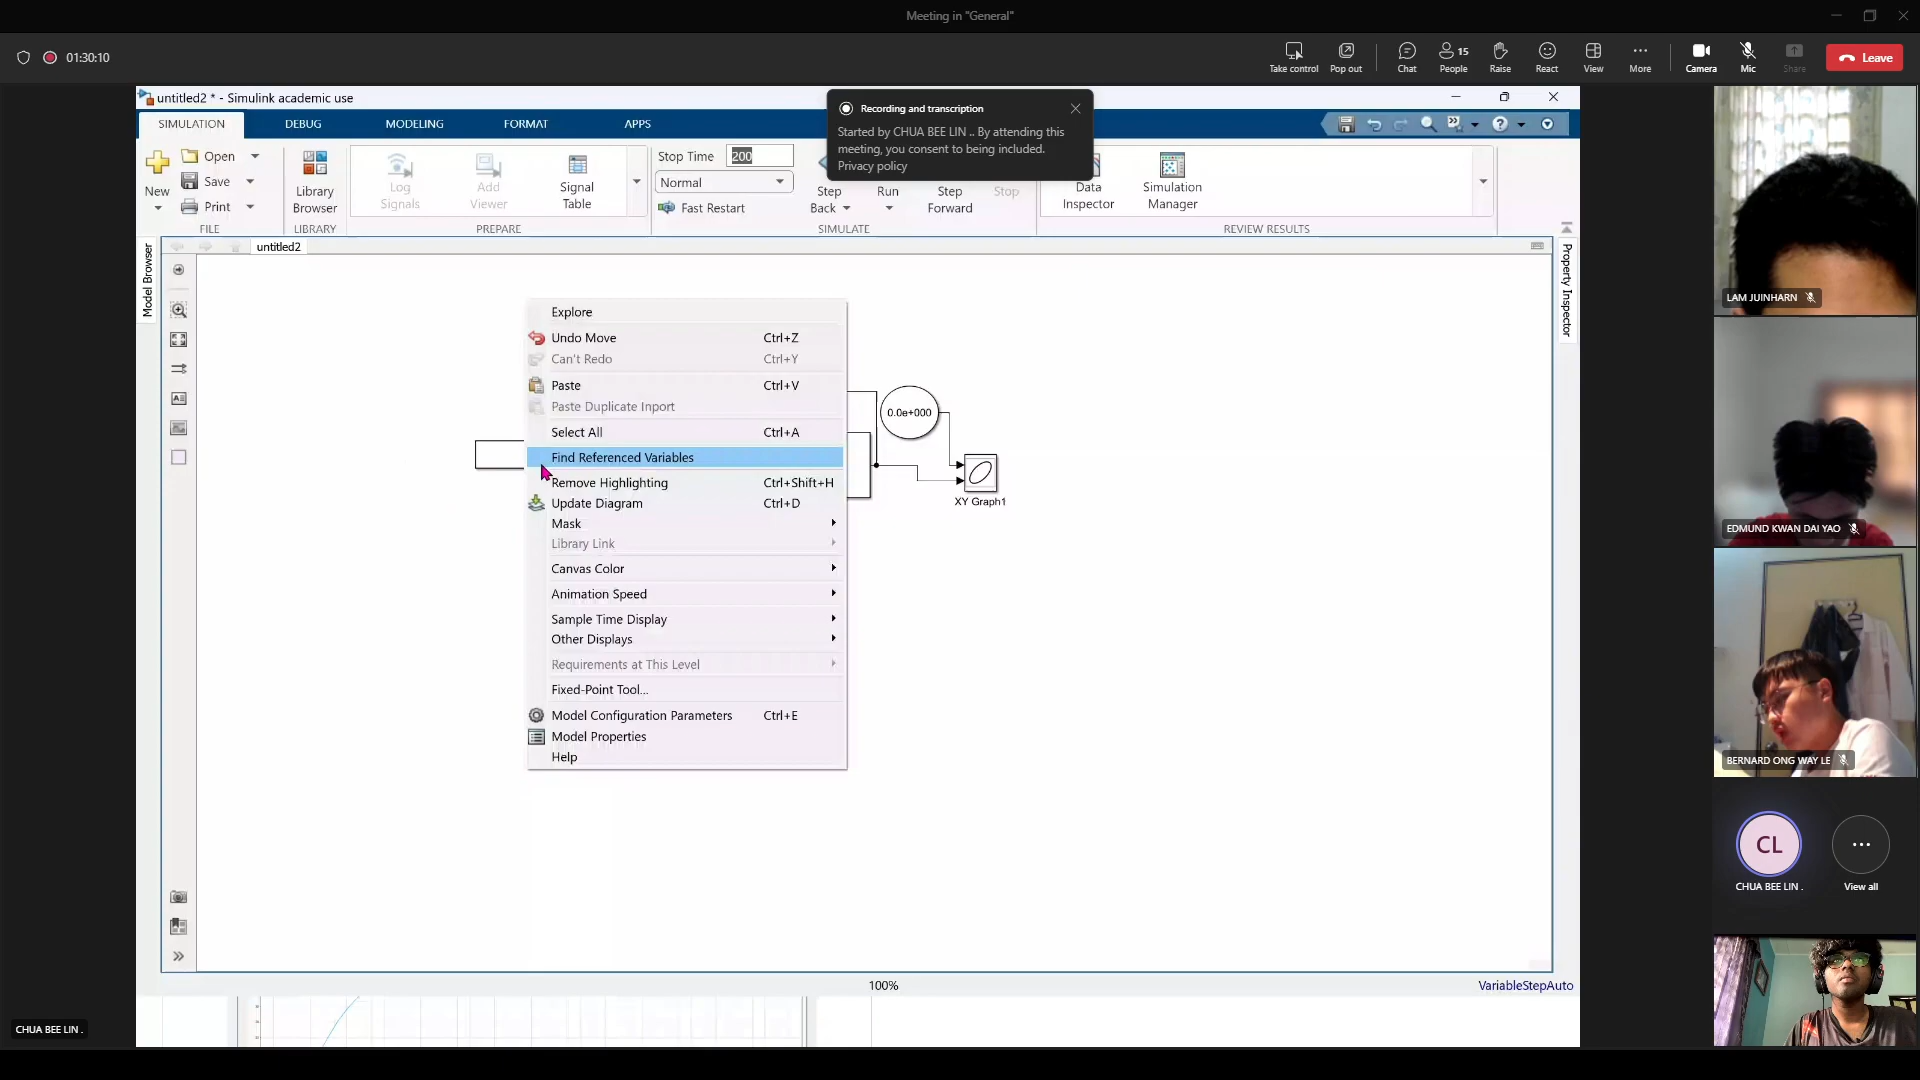 Meeting in "General"
01:30:10
Take control
Pop out
Chat
15
People
Raise
React
View
More
Camera
Mic
Share
Leave
untitled2 * - Simulink academic use
SIMULATION
DEBUG
MODELING
FORMAT
APPS
Recording and transcription
Started by CHUA BEE LIN .. By attending this
meeting, you consent to being included.
Privacy policy
New
Open
Save
Print
FILE
Library
Browser
LIBRARY
Log
Signals
Add
Viewer
Signal
Table
PREPARE
Stop Time
200
Normal
Fast Restart
Step
Back
Run
Step
Forward
Stop
SIMULATE
Data
Inspector
Simulation
Manager
REVIEW RESULTS
Model Browser
untitled2
Property Inspector
Explore
Undo Move Ctrl+Z
Can't Redo Ctrl+Y
Paste Ctrl+V
Paste Duplicate Inport
Select All Ctrl+A
Find Referenced Variables
Remove Highlighting Ctrl+Shift+H
Update Diagram Ctrl+D
Mask
Library Link
Canvas Color
Animation Speed
Sample Time Display
Other Displays
Requirements at This Level
Fixed-Point Tool...
Model Configuration Parameters Ctrl+E
Model Properties
Help
0.0e+000
XY Graph1
100%
VariableStepAuto
CHUA BEE LIN .
LAM JUINHARN
EDMUND KWAN DAI YAO
BERNARD ONG WAY LE
CL
CHUA BEE LIN .
View all